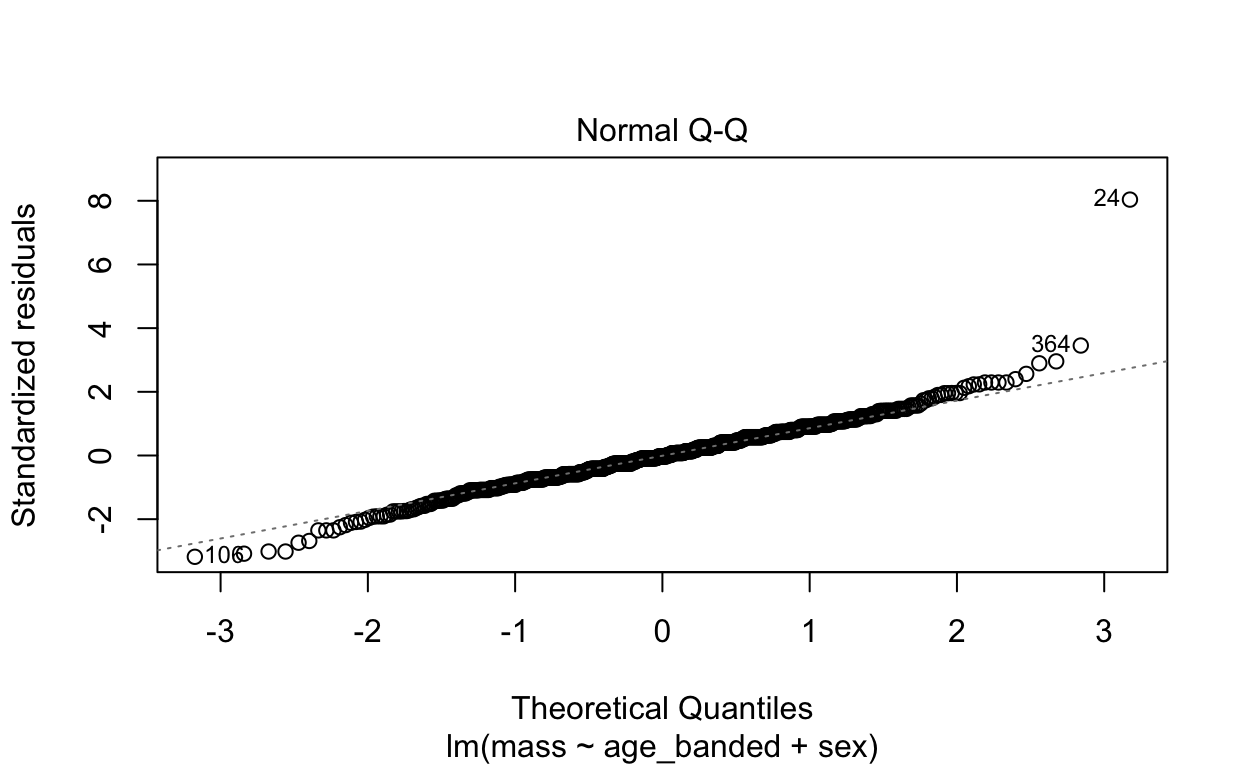 Normal Q-Q
Standardized residuals
8
6
4
2
0
-2
24
364
106
-3 -2 -1 0 1 2 3
Theoretical Quantiles
lm(mass ~ age_banded + sex)